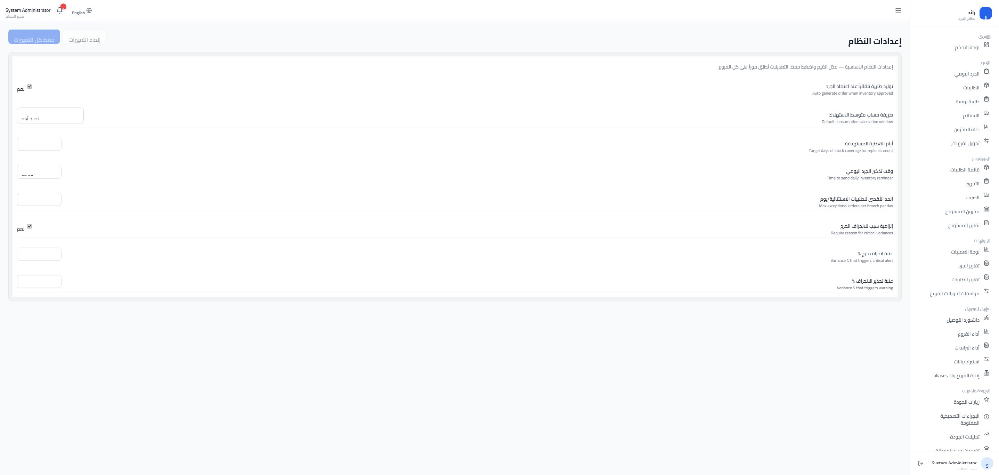 رائد
نظام الجرد
English
System Administrator
مدير النظام
لوحة التحكم
الجرد اليومي
الطلبيات
طلبية يومية
الاستلام
حالة المخزون
تحويل لفرع آخر
المستودع
قائمة الطلبيات
التجهيز
الصرف
مخزون المستودع
تقارير المستودع
العمليات
لوحة العمليات
تقارير الجرد
تقارير الطلبيات
موافقات تحويلات الفروع
داشبورد التوصيل
أداء الفروع
أداء البراندات
استيراد بيانات
إدارة الفروع والـ aliases
زيارات الجودة
الإجراءات التصحيحية
المفتوحة
تحليلات الجودة
System Administrator
S
إعدادات النظام
إلغاء التغييرات
حفظ كل التغييرات
إعدادات النظام الأساسية — عدّل القيم واضغط حفظ. التعديلات تُطبّق فوراً على كل الفروع.
توليد طلبية تلقائياً عند اعتماد الجرد
Auto generate order when inventory approved
نعم
طريقة حساب متوسط الاستهلاك
Default consumption calculation window
آخر 7 أيام
أيام التغطية المستهدفة
Target days of stock coverage for replenishment
وقت تذكير الجرد اليومي
Time to send daily inventory reminder
-- --
الحد الأقصى للطلبيات الاستثنائية/يوم
Max exceptional orders per branch per day
إلزامية سبب للانحراف الحرج
Require reason for critical variances
نعم
عتبة انحراف حرج %
Variance % that triggers critical alert
عتبة تحذير الانحراف %
Variance % that triggers warning